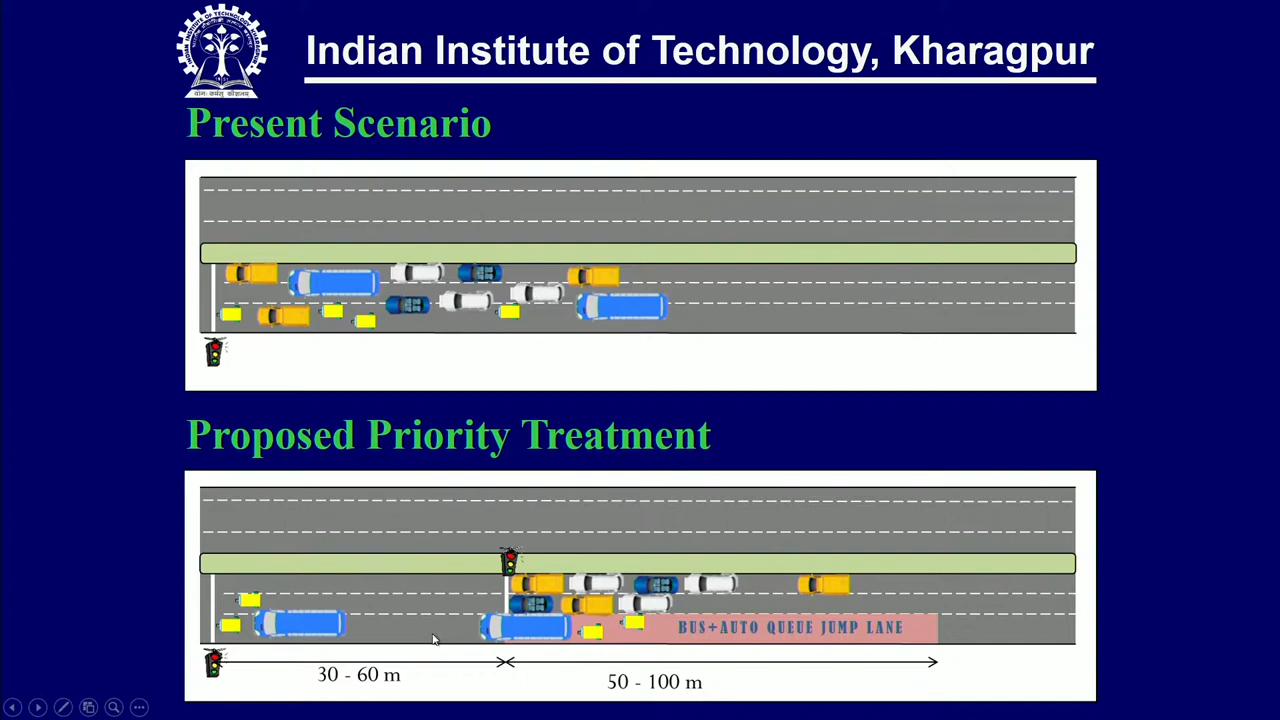 Indian Institute of Technology, Kharagpur
Present Scenario
Proposed Priority Treatment
BUS+AUTO QUEUE JUMP LANE
30 - 60 m
50 - 100 m